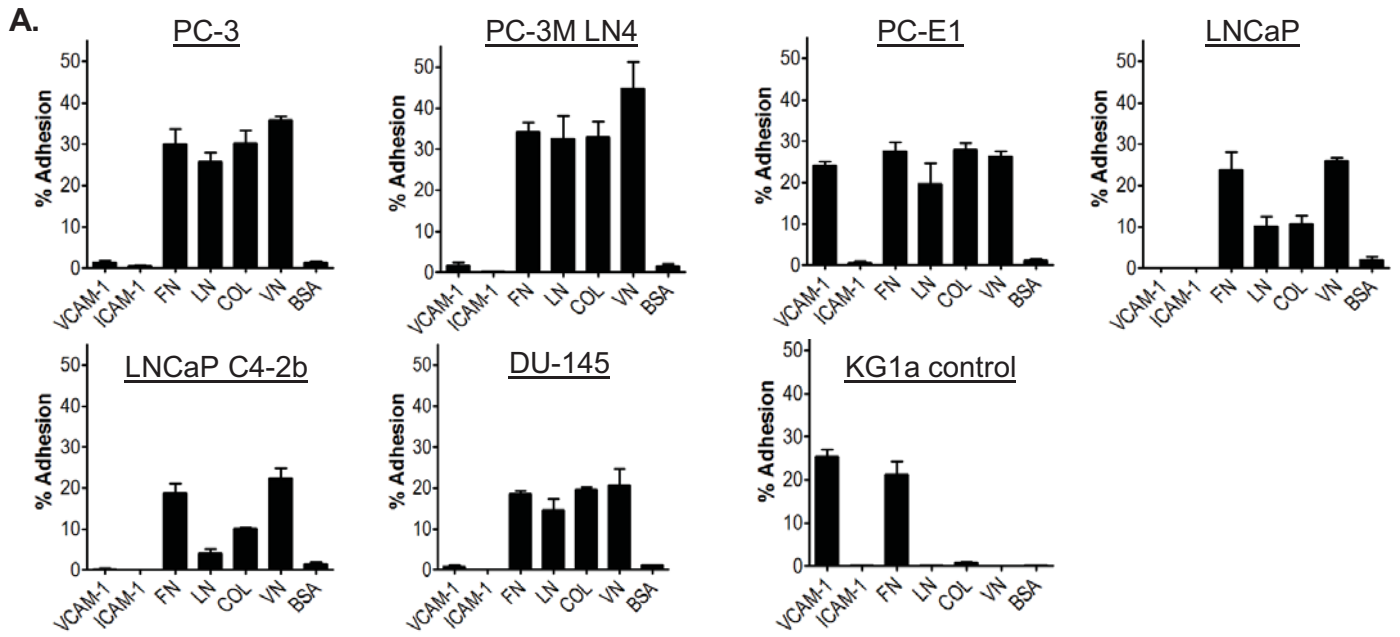 A.
PC-3
% Adhesion
50
40
30
20
10
0
VCAM-1
ICAM-1
FN
LN
COL
VN
BSA
PC-3M LN4
% Adhesion
50
40
30
20
10
0
VCAM-1
ICAM-1
FN
LN
COL
VN
BSA
PC-E1
% Adhesion
50
40
30
20
10
0
VCAM-1
ICAM-1
FN
LN
COL
VN
BSA
LNCaP
% Adhesion
50
40
30
20
10
0
VCAM-1
ICAM-1
FN
LN
COL
VN
BSA
LNCaP C4-2b
% Adhesion
50
40
30
20
10
0
VCAM-1
ICAM-1
FN
LN
COL
VN
BSA
DU-145
% Adhesion
50
40
30
20
10
0
VCAM-1
ICAM-1
FN
LN
COL
VN
BSA
KG1a control
% Adhesion
50
40
30
20
10
0
VCAM-1
ICAM-1
FN
LN
COL
VN
BSA